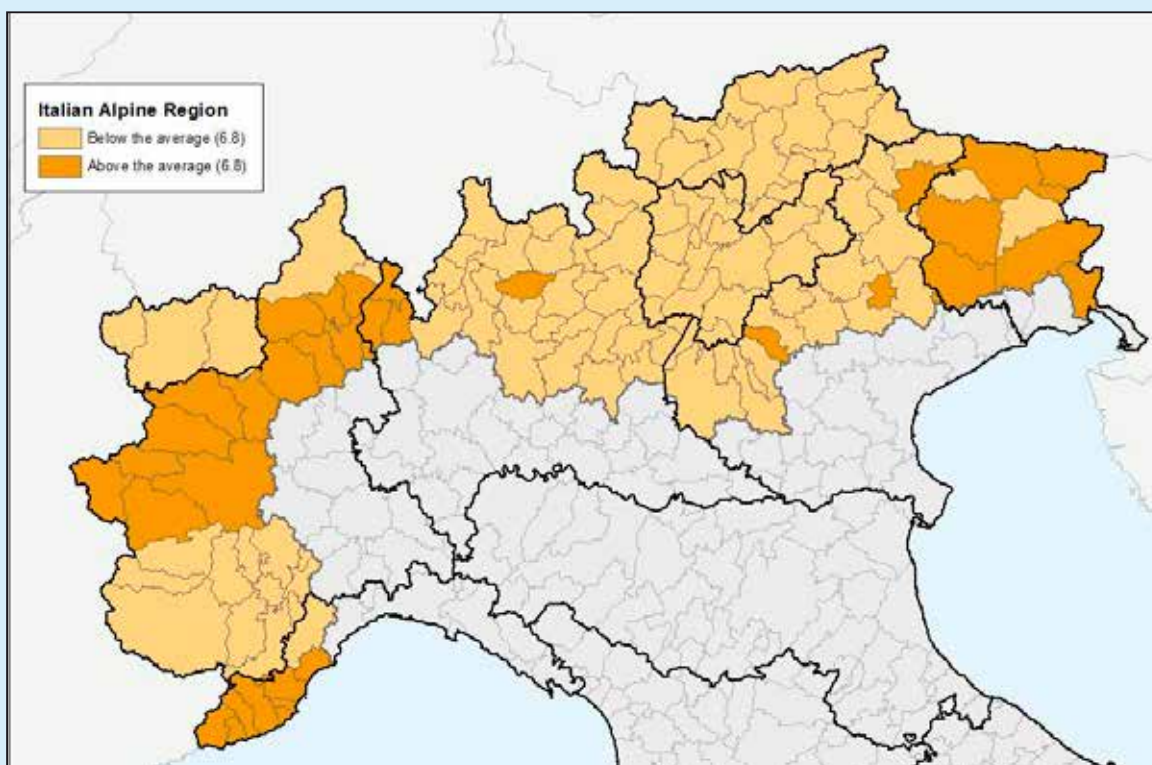 Italian Alpine Region
Below the average (6.8)
Above the average (6.8)